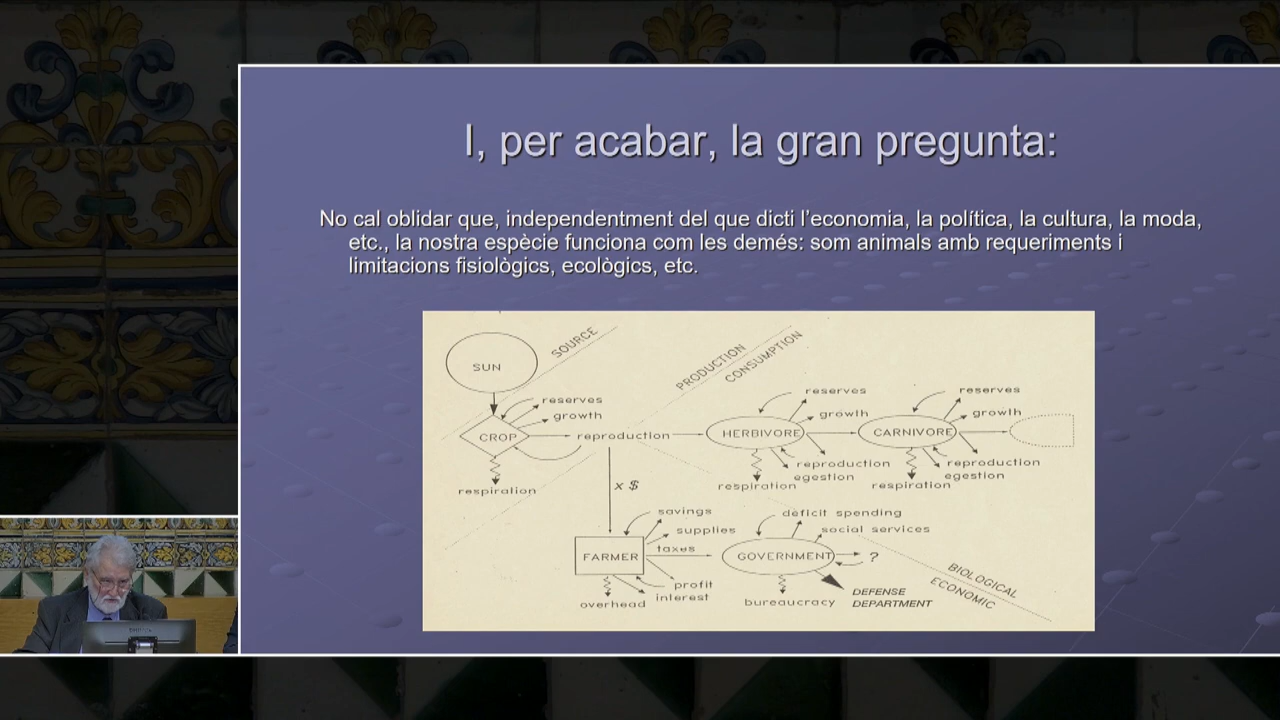 I, per acabar, la gran pregunta:
No cal oblidar que, independentment del que dicti l'economia, la política, la cultura, la moda,
etc., la nostra espècie funciona com les demés: som animals amb requeriments i
limitacions fisiològics, ecològics, etc.
SUN
SOURCE
PRODUCTION
CONSUMPTION
reserves
growth
CROP
reproduction
respiration
reserves
growth
HERBIVORE
reproduction
egestion
respiration
reserves
growth
CARNIVORE
reproduction
egestion
respiration
x $
savings
supplies
taxes
FARMER
profit
interest
overhead
deficit spending
social services
GOVERNMENT
?
bureaucracy
DEFENSE
DEPARTMENT
BIOLOGICAL
ECONOMIC